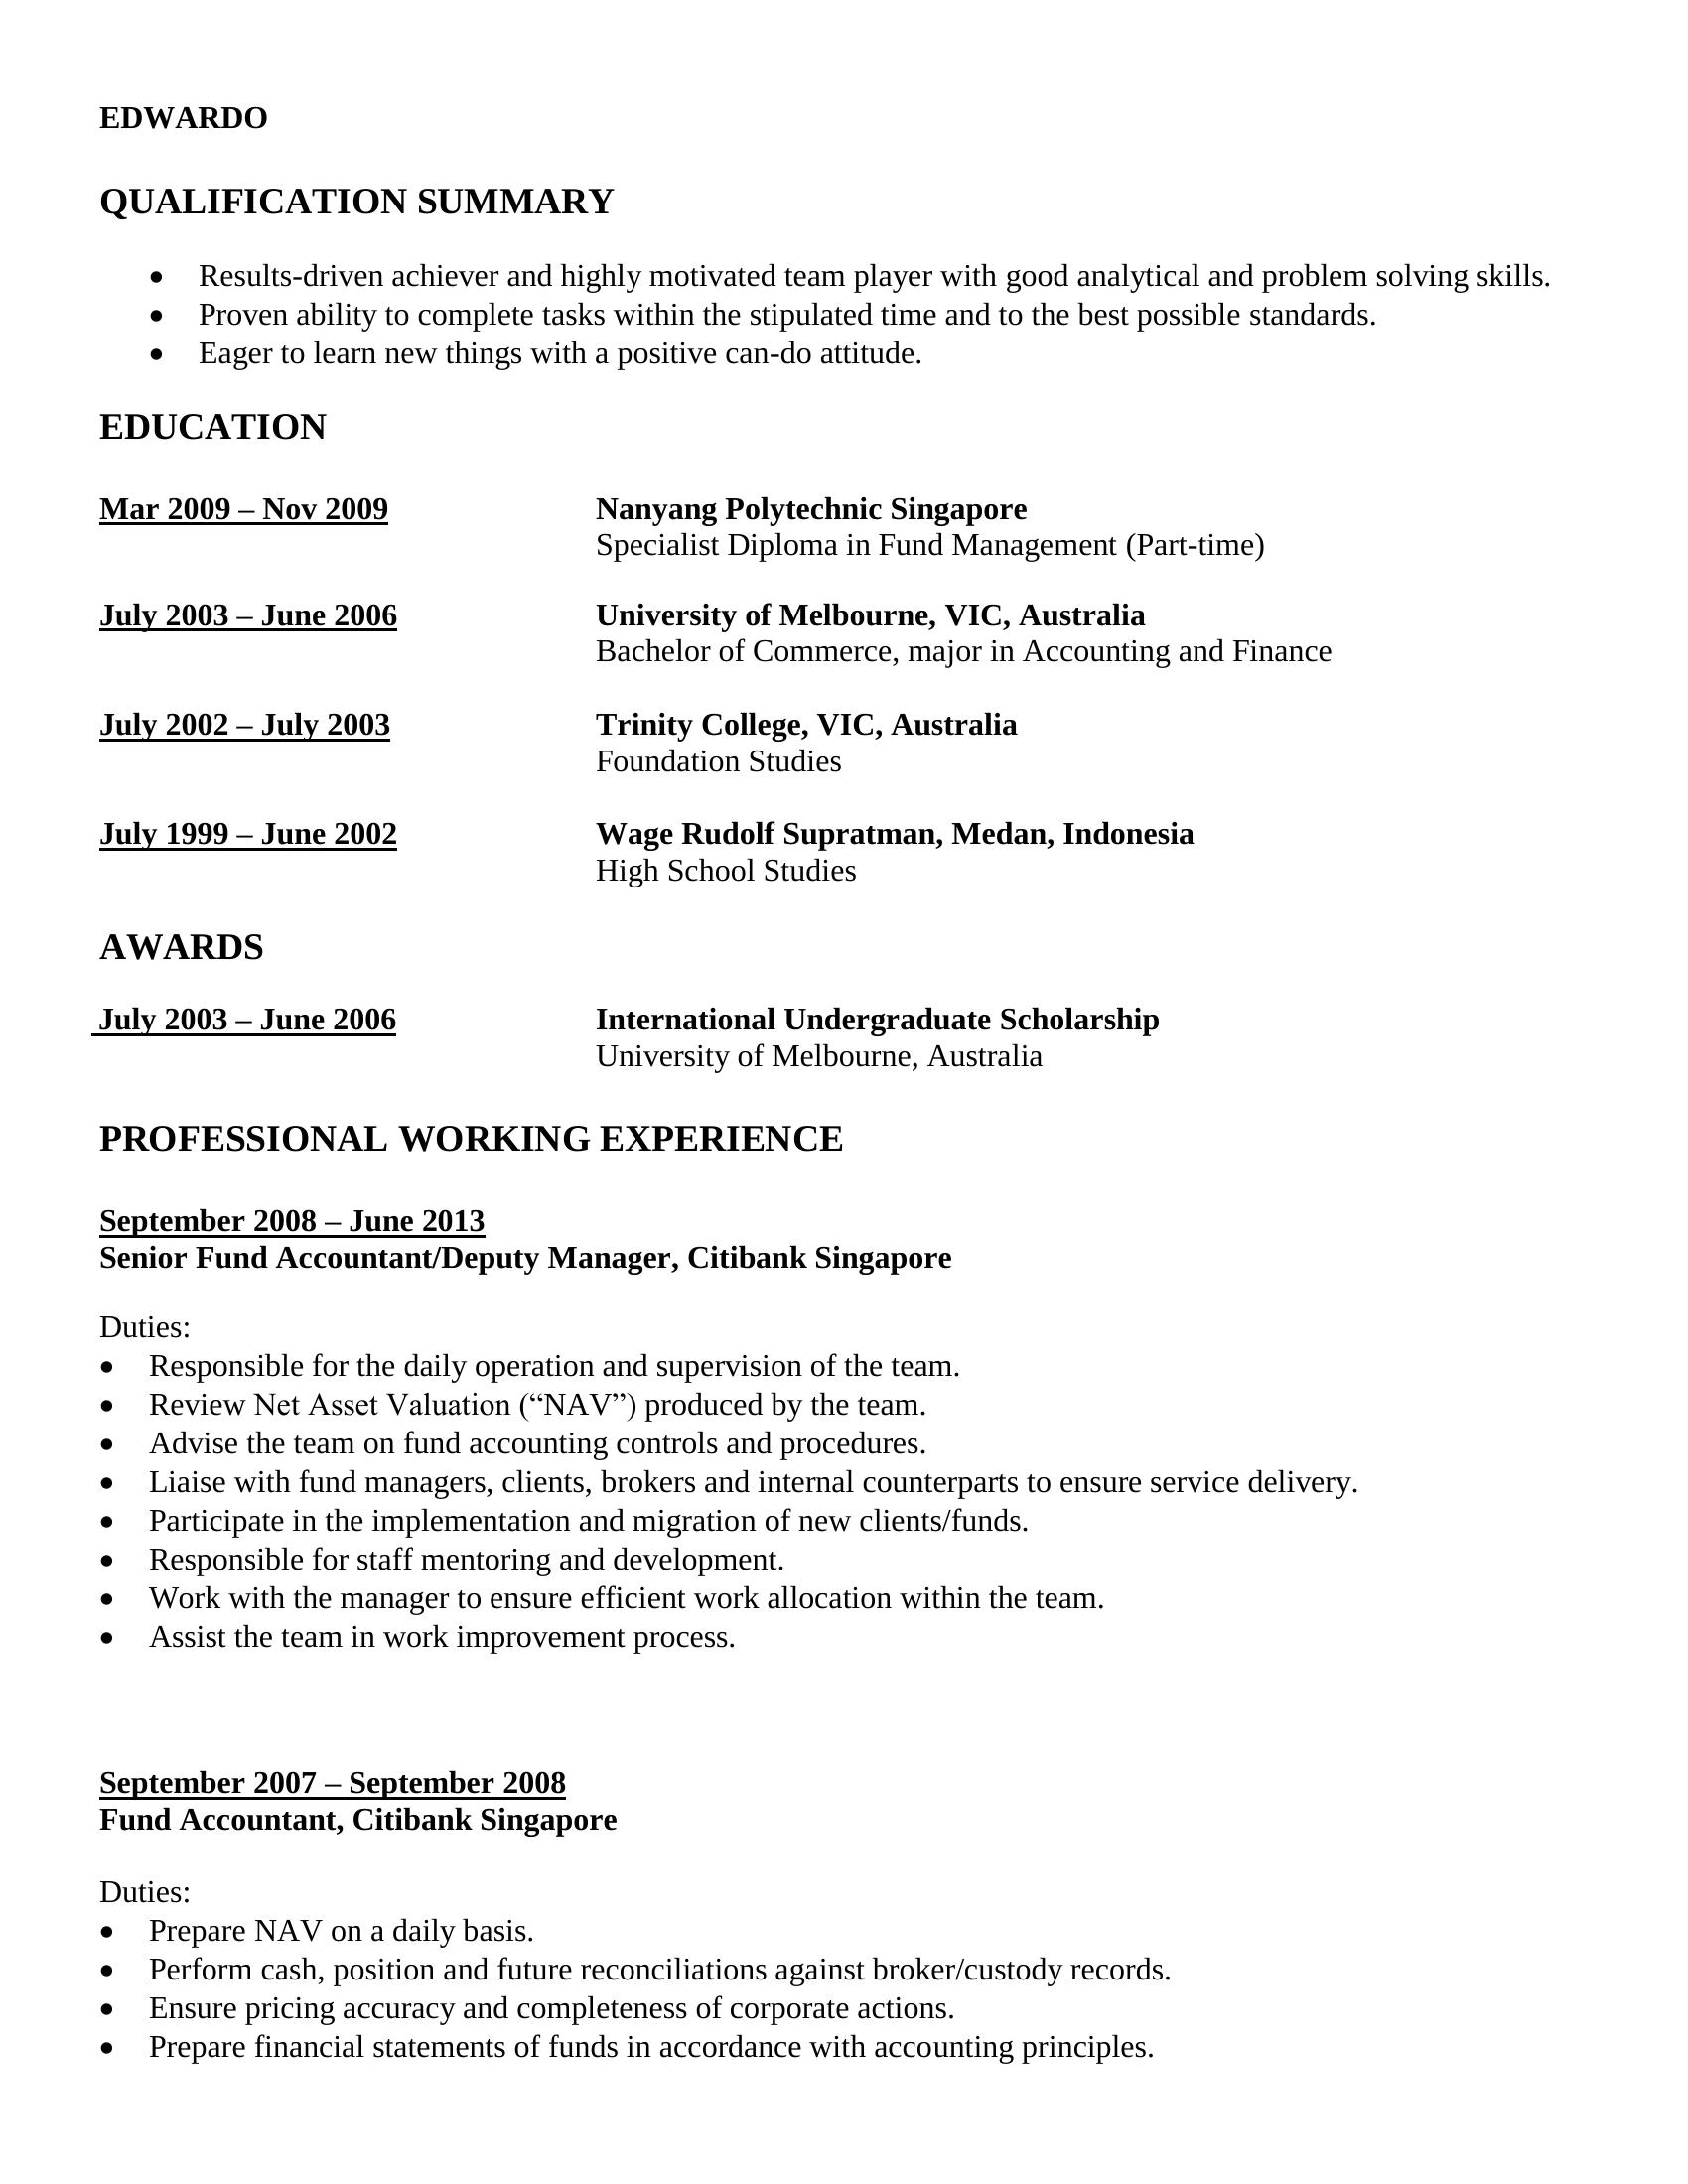 EDWARDO
QUALIFICATION SUMMARY
• Results-driven achiever and highly motivated team player with good analytical and problem solving skills.
• Proven ability to complete tasks within the stipulated time and to the best possible standards.
• Eager to learn new things with a positive can-do attitude.
EDUCATION
Mar 2009 – Nov 2009 Nanyang Polytechnic Singapore
Specialist Diploma in Fund Management (Part-time)
July 2003 – June 2006 University of Melbourne, VIC, Australia
Bachelor of Commerce, major in Accounting and Finance
July 2002 – July 2003 Trinity College, VIC, Australia
Foundation Studies
July 1999 – June 2002 Wage Rudolf Supratman, Medan, Indonesia
High School Studies
AWARDS
July 2003 – June 2006 International Undergraduate Scholarship
University of Melbourne, Australia
PROFESSIONAL WORKING EXPERIENCE
September 2008 – June 2013
Senior Fund Accountant/Deputy Manager, Citibank Singapore
Duties:
• Responsible for the daily operation and supervision of the team.
• Review Net Asset Valuation (“NAV”) produced by the team.
• Advise the team on fund accounting controls and procedures.
• Liaise with fund managers, clients, brokers and internal counterparts to ensure service delivery.
• Participate in the implementation and migration of new clients/funds.
• Responsible for staff mentoring and development.
• Work with the manager to ensure efficient work allocation within the team.
• Assist the team in work improvement process.
September 2007 – September 2008
Fund Accountant, Citibank Singapore
Duties:
• Prepare NAV on a daily basis.
• Perform cash, position and future reconciliations against broker/custody records.
• Ensure pricing accuracy and completeness of corporate actions.
• Prepare financial statements of funds in accordance with accounting principles.